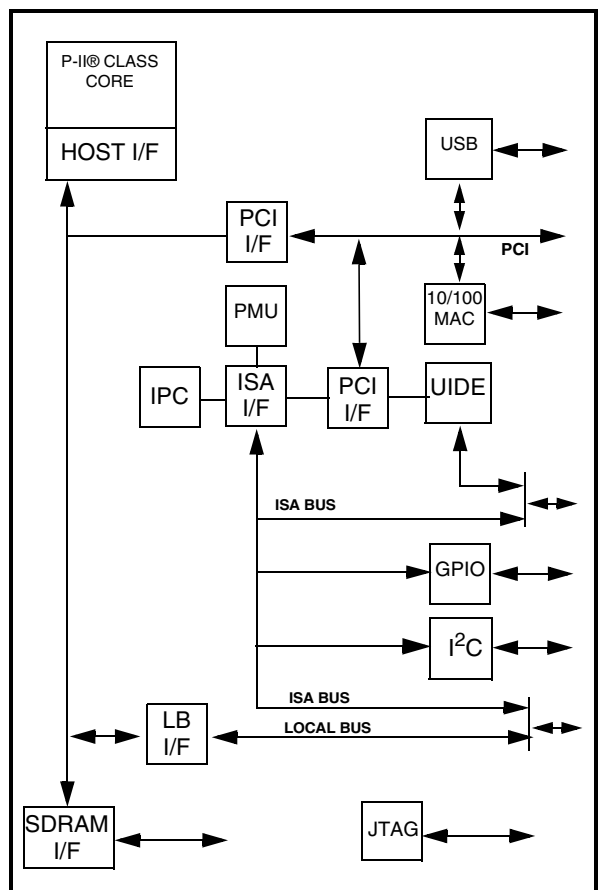 P-II® CLASS
CORE
HOST I/F
USB
PCI
I/F
PCI
10/100
MAC
PMU
IPC
ISA
I/F
PCI
I/F
UIDE
ISA BUS
GPIO
I²C
ISA BUS
LB
I/F
LOCAL BUS
SDRAM
I/F
JTAG